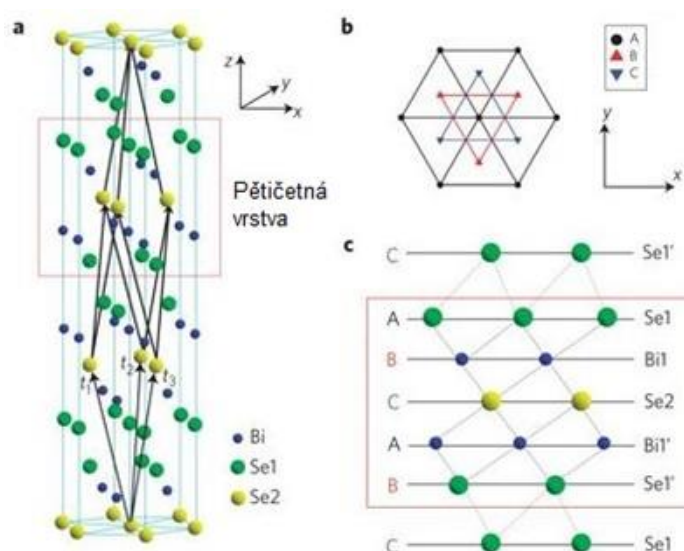 a
z
y
x
Pětičetná
vrstva
t1
t2
t3
Bi
Se1
Se2
b
A
B
C
y
x
c
C Se1'
A Se1
B Bi1
C Se2
A Bi1'
B Se1'
C Se1